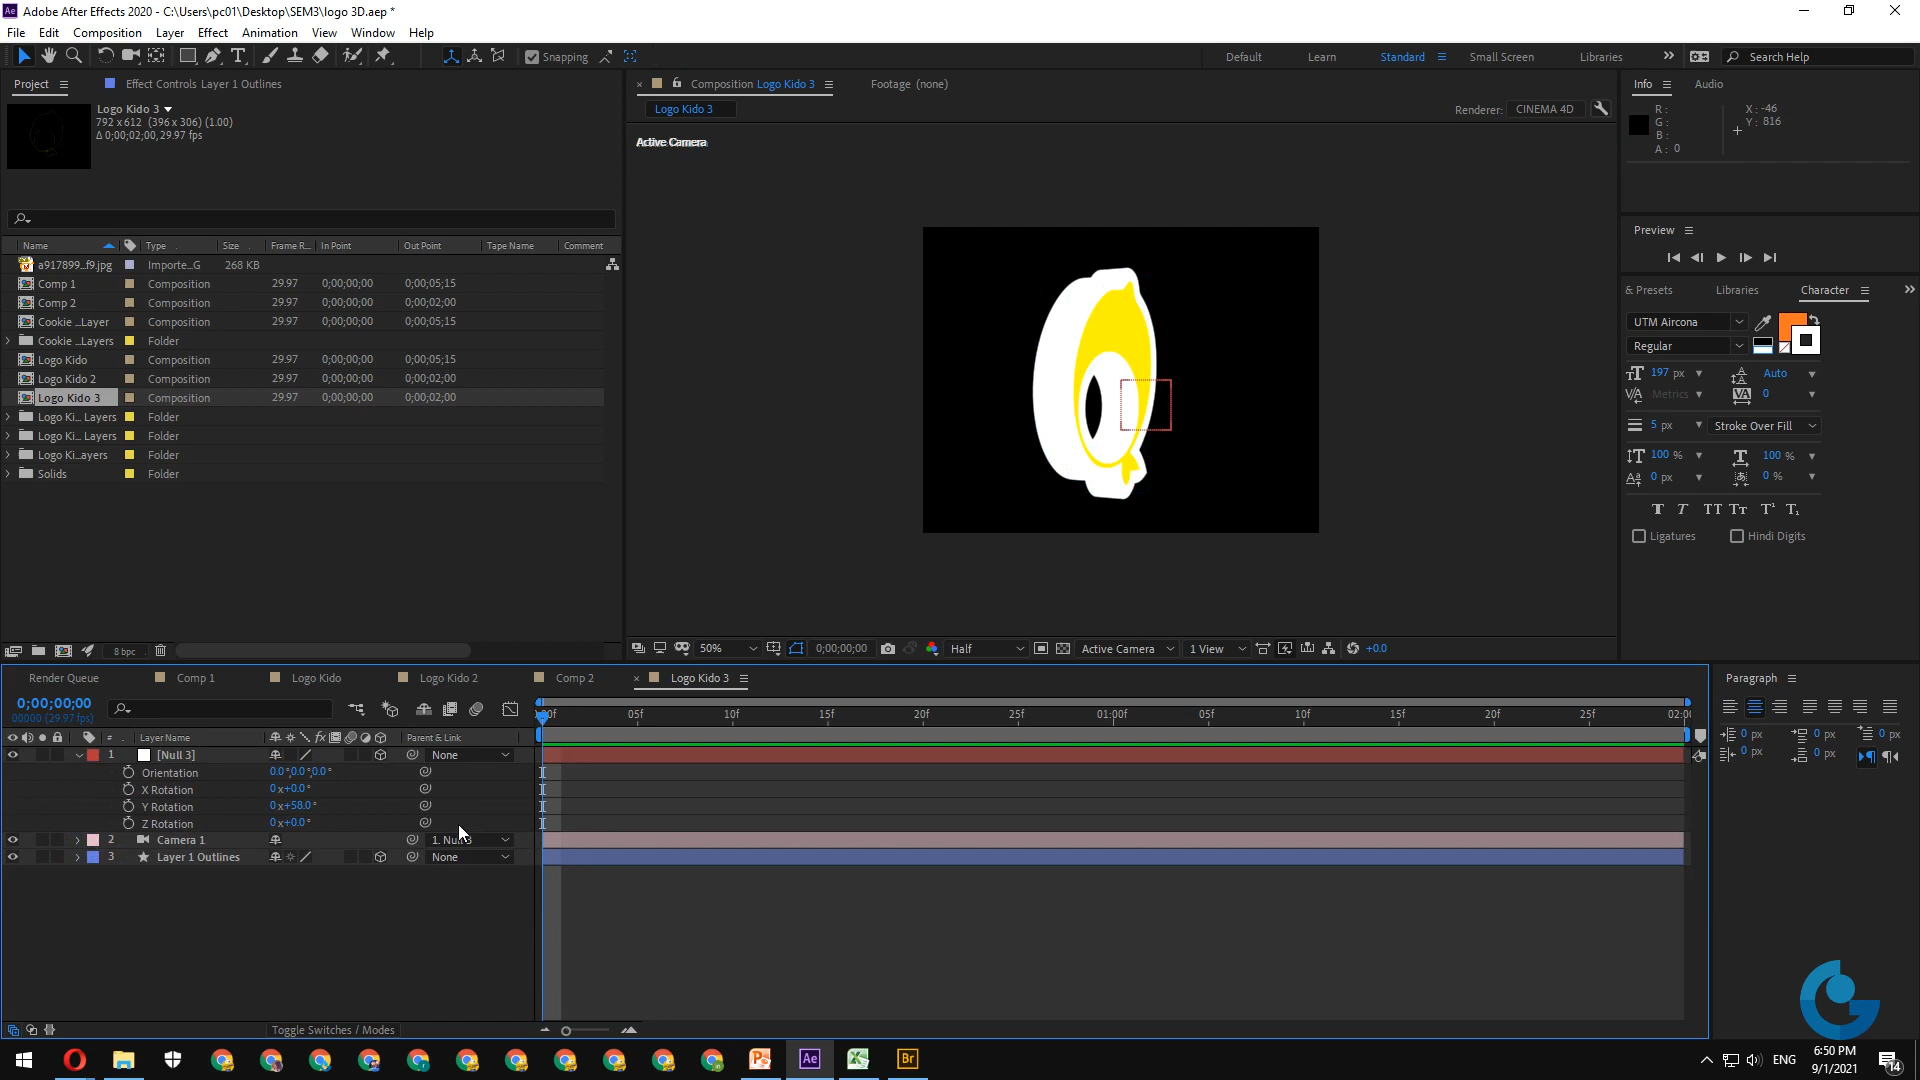 Adobe After Effects 2020 - C:\Users\pc01\Desktop\SEM3\logo 3D.aep *
File Edit Composition Layer Effect Animation View Window Help
Snapping
Default Learn Standard Small Screen Libraries Search Help
Project Effect Controls Layer 1 Outlines
Logo Kido 3
792 x 612 (396 x 306) (1.00)
Δ 0;00;02;00, 29.97 fps
Composition Logo Kido 3 Footage (none)
Logo Kido 3
Renderer: CINEMA 4D
Active Camera
Info Audio
R:
G:
B:
A: 0
X: -46
Y: 816
Preview
Name Type Size Frame R... In Point Out Point Tape Name Comment
a917899...f9.jpg Importe...G 268 KB
Comp 1 Composition 29.97 0;00;00;00 0;00;05;15
Comp 2 Composition 29.97 0;00;00;00 0;00;02;00
Cookie ...Layer Composition 29.97 0;00;00;00 0;00;05;15
Cookie ...Layers Folder
Logo Kido Composition 29.97 0;00;00;00 0;00;05;15
Logo Kido 2 Composition 29.97 0;00;00;00 0;00;02;00
Logo Kido 3 Composition 29.97 0;00;00;00 0;00;02;00
Logo Ki... Layers Folder
Logo Ki... Layers Folder
Logo Ki...ayers Folder
Solids Folder
& Presets Libraries Character
UTM Aircona
Regular
197 px Auto
Metrics 0
5 px Stroke Over Fill
100 % 100 %
0 px 0 %
T T TT Tт T¹ T₁
Ligatures Hindi Digits
8 bpc
50% 0;00;00;00 Half Active Camera 1 View +0.0
Render Queue Comp 1 Logo Kido Logo Kido 2 Comp 2 Logo Kido 3
0;00;00;00
00000 (29.97 fps)
05f 10f 15f 20f 25f 01:00f 05f 10f 15f 20f 25f
# Layer Name fx Parent & Link
1 [Null 3] None
Orientation 0.0°,0.0°,0.0°
X Rotation 0x+0.0°
Y Rotation 0x+58.0°
Z Rotation 0x+0.0°
2 Camera 1
3 Layer 1 Outlines None
Toggle Switches / Modes
Paragraph
0 px 0 px 0 px
0 px 0 px
Ae Br
ENG
6:50 PM
9/1/2021
14